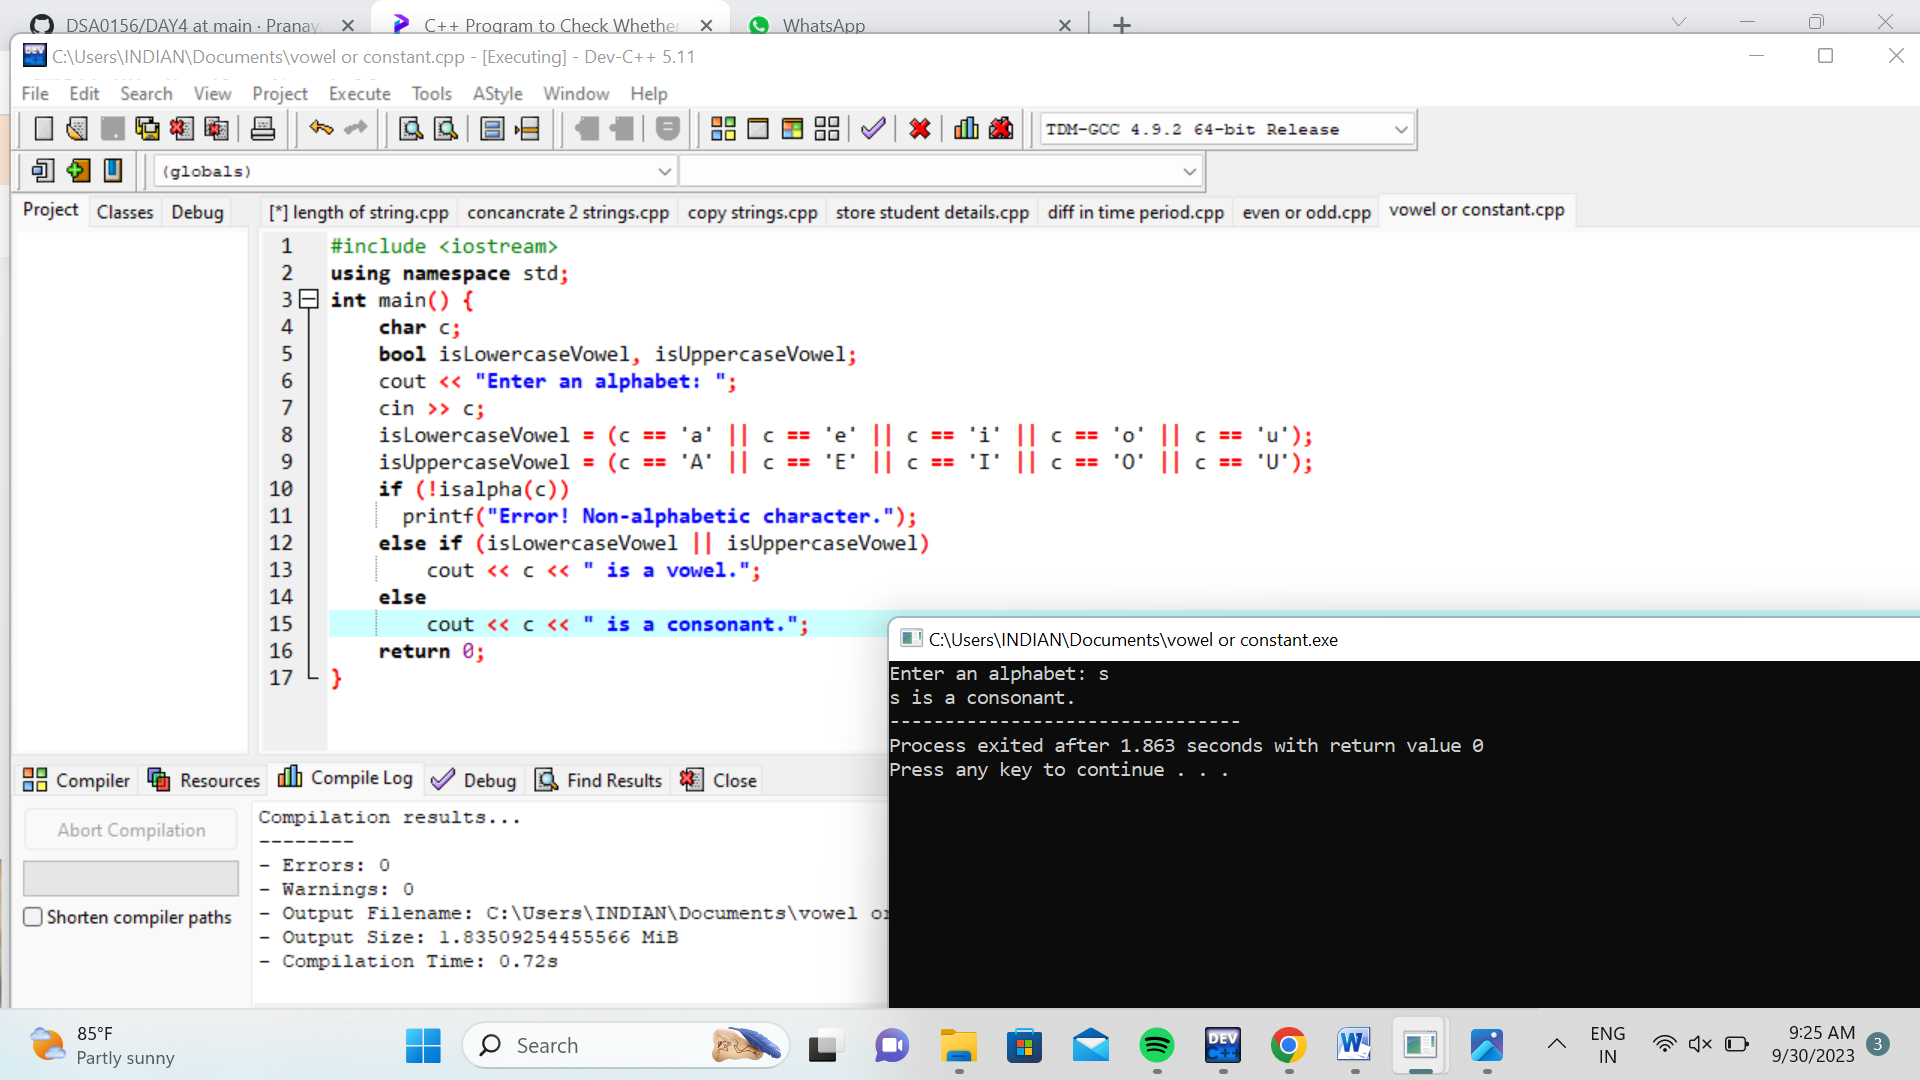 DSA0156/DAY4 at main · Pranav
C++ Program to Check Whether
WhatsApp
C:\Users\INDIAN\Documents\vowel or constant.cpp - [Executing] - Dev-C++ 5.11
File Edit Search View Project Execute Tools AStyle Window Help
TDM-GCC 4.9.2 64-bit Release
(globals)
Project Classes Debug
[*] length of string.cpp concancrate 2 strings.cpp copy strings.cpp store student details.cpp diff in time period.cpp even or odd.cpp vowel or constant.cpp
1 #include <iostream>
2 using namespace std;
3 int main() {
4 char c;
5 bool isLowercaseVowel, isUppercaseVowel;
6 cout << "Enter an alphabet: ";
7 cin >> c;
8 isLowercaseVowel = (c == 'a' || c == 'e' || c == 'i' || c == 'o' || c == 'u');
9 isUppercaseVowel = (c == 'A' || c == 'E' || c == 'I' || c == 'O' || c == 'U');
10 if (!isalpha(c))
11 printf("Error! Non-alphabetic character.");
12 else if (isLowercaseVowel || isUppercaseVowel)
13 cout << c << " is a vowel.";
14 else
15 cout << c << " is a consonant.";
16 return 0;
17 }
C:\Users\INDIAN\Documents\vowel or constant.exe
Enter an alphabet: s
s is a consonant.
--------------------------------
Process exited after 1.863 seconds with return value 0
Press any key to continue . . .
Compiler Resources Compile Log Debug Find Results Close
Abort Compilation
Shorten compiler paths
Compilation results...
--------
- Errors: 0
- Warnings: 0
- Output Filename: C:\Users\INDIAN\Documents\vowel or
- Output Size: 1.83509254455566 MiB
- Compilation Time: 0.72s
85°F
Partly sunny
Search
DEV C++
ENG
IN
9:25 AM
9/30/2023
3